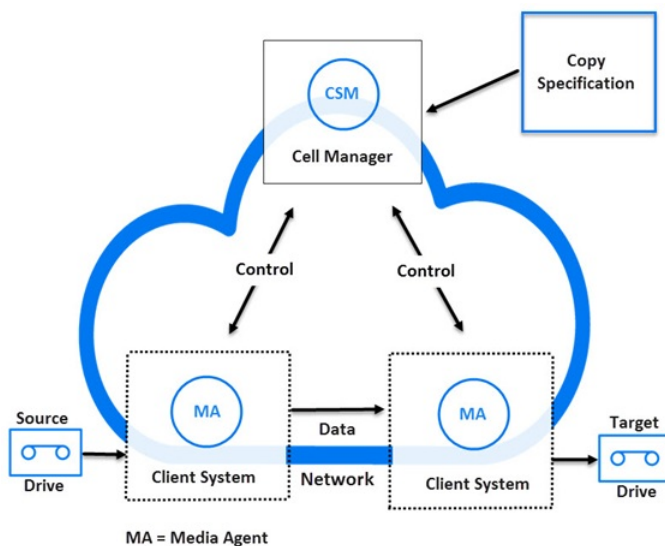 Copy
Specification
CSM
Cell Manager
Control
Control
MA
MA
Source
Drive
Data
Target
Drive
Client System
Network
Client System
MA = Media Agent